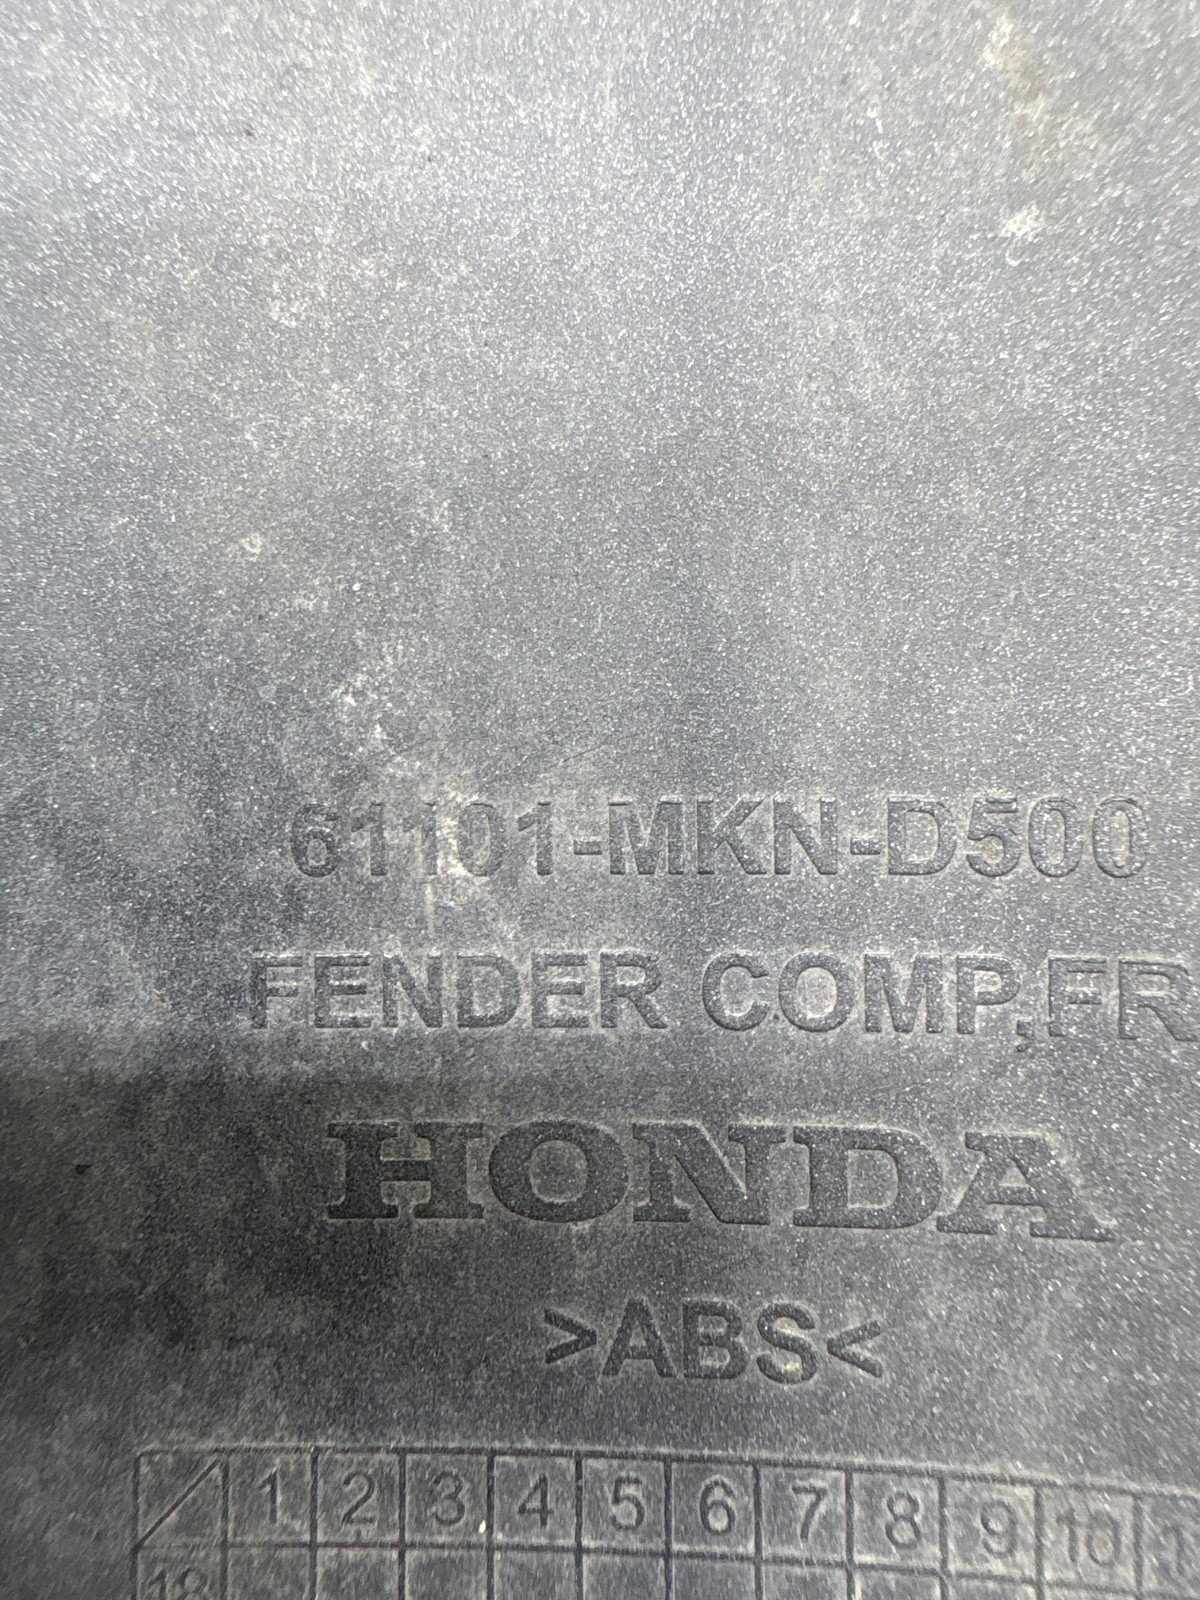 61101-MKN-D500
FENDER COMP,FR
HONDA
>ABS<
1 2 3 4 5 6 7 8 9 10